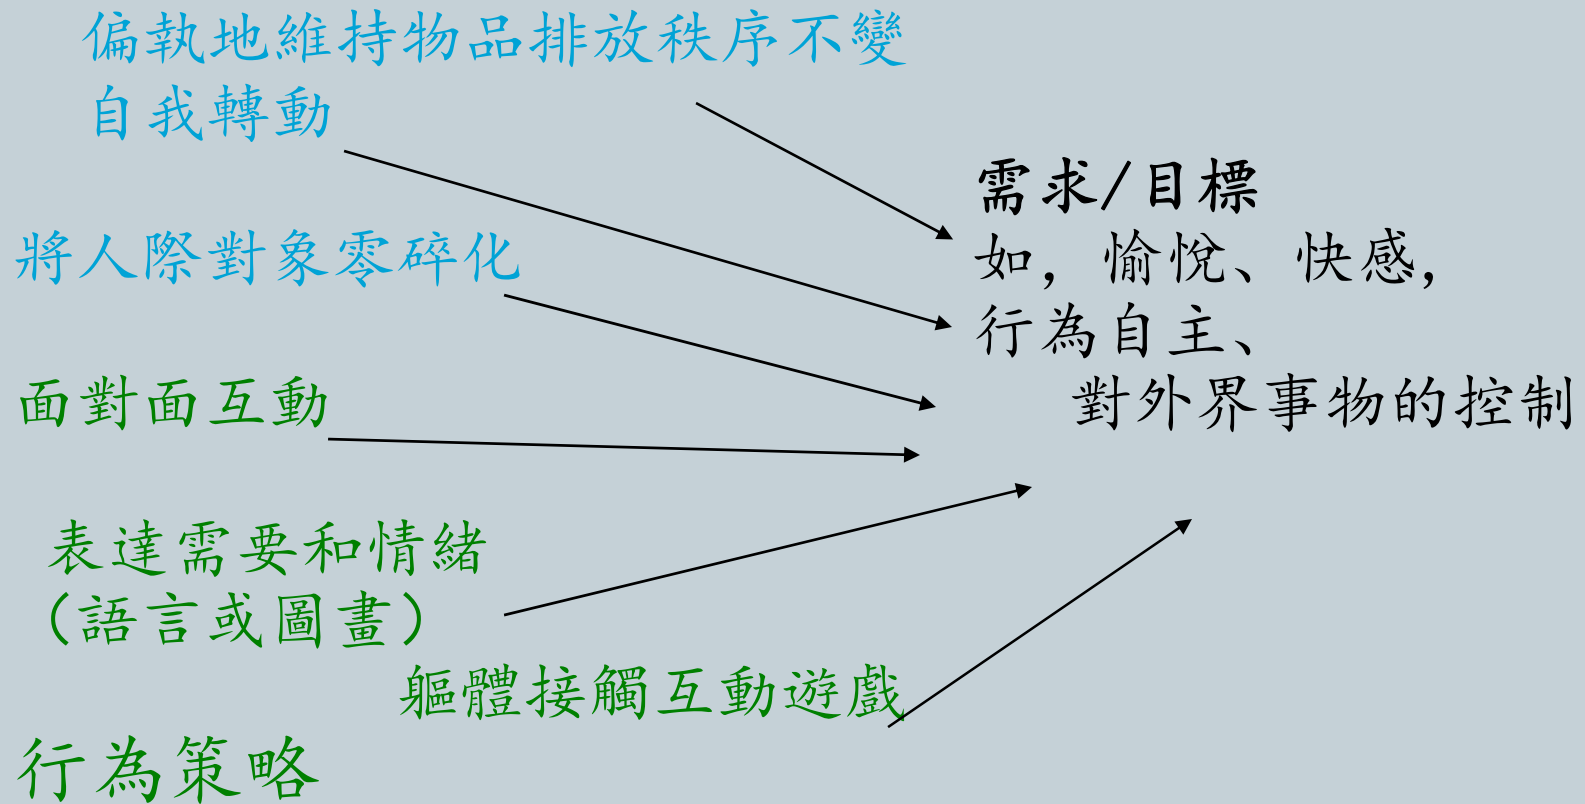 偏執地維持物品排放秩序不變
自我轉動
將人際對象零碎化
面對面互動
表達需要和情緒
(語言或圖畫)
軀體接觸互動遊戲
行為策略
需求/目標
如, 愉悅、快感,
行為自主、
對外界事物的控制